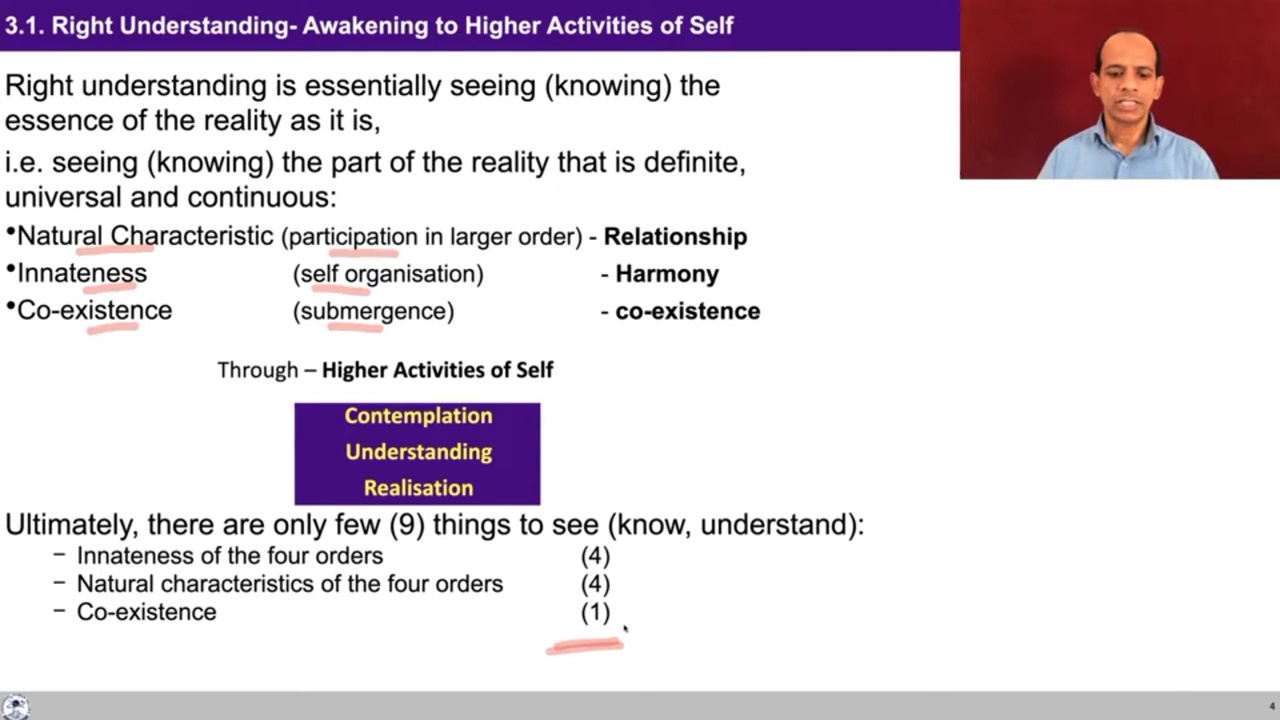 3.1. Right Understanding- Awakening to Higher Activities of Self
Right understanding is essentially seeing (knowing) the
essence of the reality as it is,
i.e. seeing (knowing) the part of the reality that is definite,
universal and continuous:
•Natural Characteristic (participation in larger order) - Relationship
•Innateness (self organisation) - Harmony
•Co-existence (submergence) - co-existence
Through – Higher Activities of Self
Contemplation
Understanding
Realisation
Ultimately, there are only few (9) things to see (know, understand):
– Innateness of the four orders (4)
– Natural characteristics of the four orders (4)
– Co-existence (1)
4